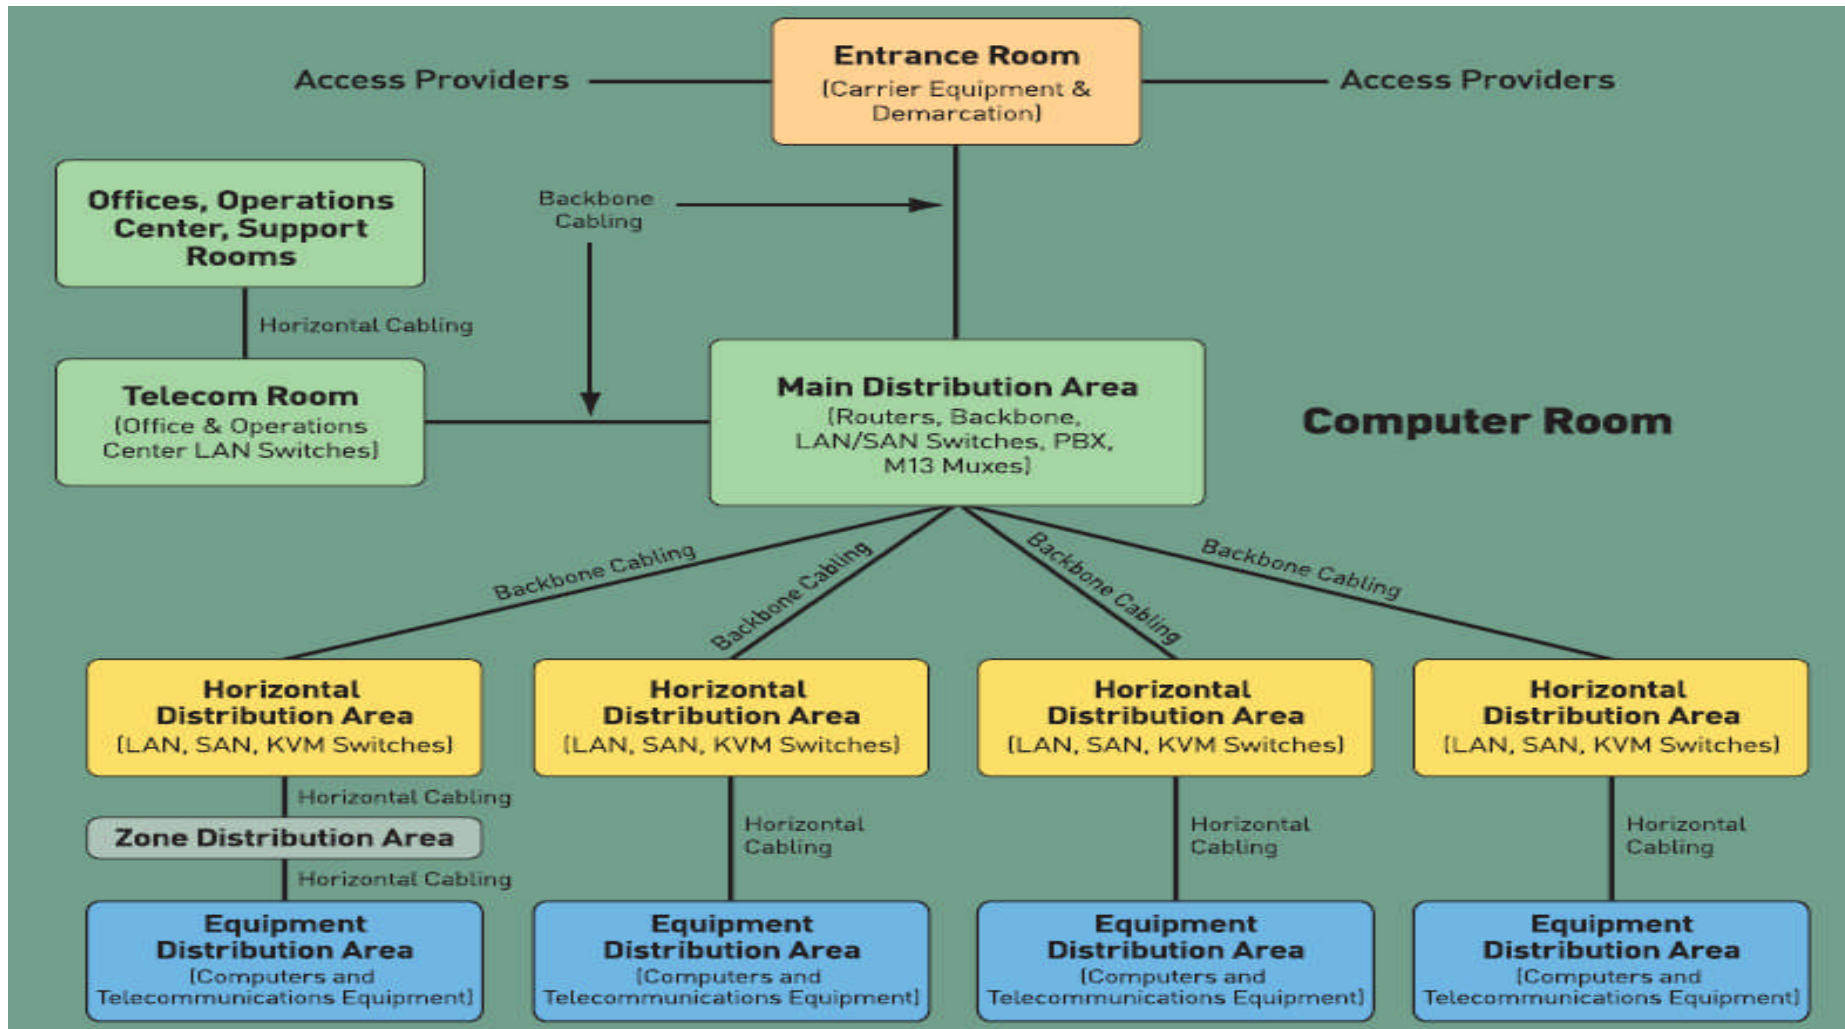 Entrance Room
(Carrier Equipment &
Demarcation)
Access Providers
Access Providers
Offices, Operations
Center, Support
Rooms
Backbone
Cabling
Horizontal Cabling
Telecom Room
(Office & Operations
Center LAN Switches)
Main Distribution Area
(Routers, Backbone,
LAN/SAN Switches, PBX,
M13 Muxes)
Computer Room
Backbone Cabling
Backbone Cabling
Backbone Cabling
Backbone Cabling
Horizontal
Distribution Area
(LAN, SAN, KVM Switches)
Horizontal
Distribution Area
(LAN, SAN, KVM Switches)
Horizontal
Distribution Area
(LAN, SAN, KVM Switches)
Horizontal
Distribution Area
(LAN, SAN, KVM Switches)
Horizontal Cabling
Zone Distribution Area
Horizontal Cabling
Horizontal
Cabling
Horizontal
Cabling
Horizontal
Cabling
Equipment
Distribution Area
(Computers and
Telecommunications Equipment)
Equipment
Distribution Area
(Computers and
Telecommunications Equipment)
Equipment
Distribution Area
(Computers and
Telecommunications Equipment)
Equipment
Distribution Area
(Computers and
Telecommunications Equipment)